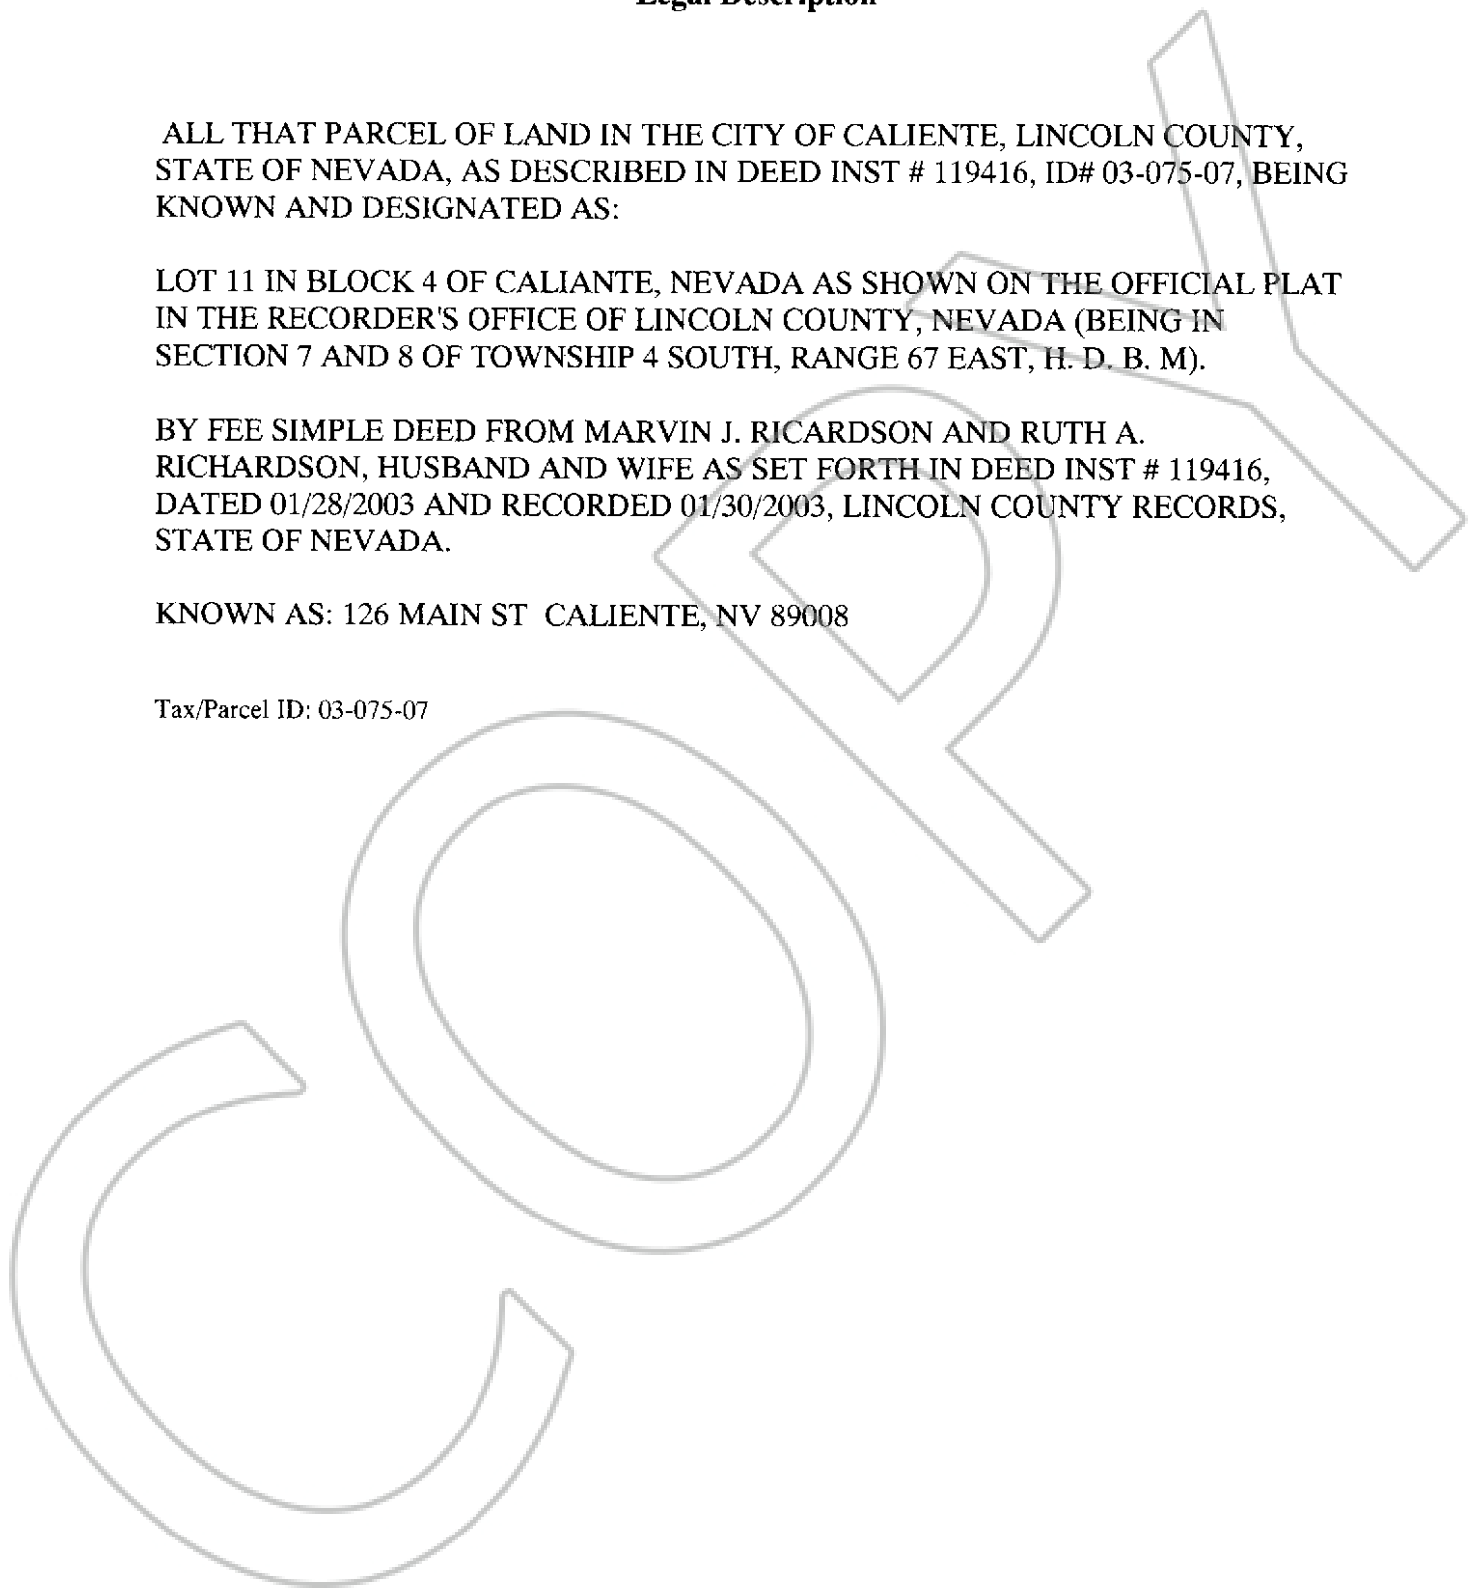 Legal Description
ALL THAT PARCEL OF LAND IN THE CITY OF CALIENTE, LINCOLN COUNTY,
STATE OF NEVADA, AS DESCRIBED IN DEED INST # 119416, ID# 03-075-07, BEING
KNOWN AND DESIGNATED AS:
LOT 11 IN BLOCK 4 OF CALIANTE, NEVADA AS SHOWN ON THE OFFICIAL PLAT
IN THE RECORDER'S OFFICE OF LINCOLN COUNTY, NEVADA (BEING IN
SECTION 7 AND 8 OF TOWNSHIP 4 SOUTH, RANGE 67 EAST, H. D. B. M).
BY FEE SIMPLE DEED FROM MARVIN J. RICARDSON AND RUTH A.
RICHARDSON, HUSBAND AND WIFE AS SET FORTH IN DEED INST # 119416,
DATED 01/28/2003 AND RECORDED 01/30/2003, LINCOLN COUNTY RECORDS,
STATE OF NEVADA.
KNOWN AS: 126 MAIN ST  CALIENTE, NV 89008
Tax/Parcel ID: 03-075-07
COPY